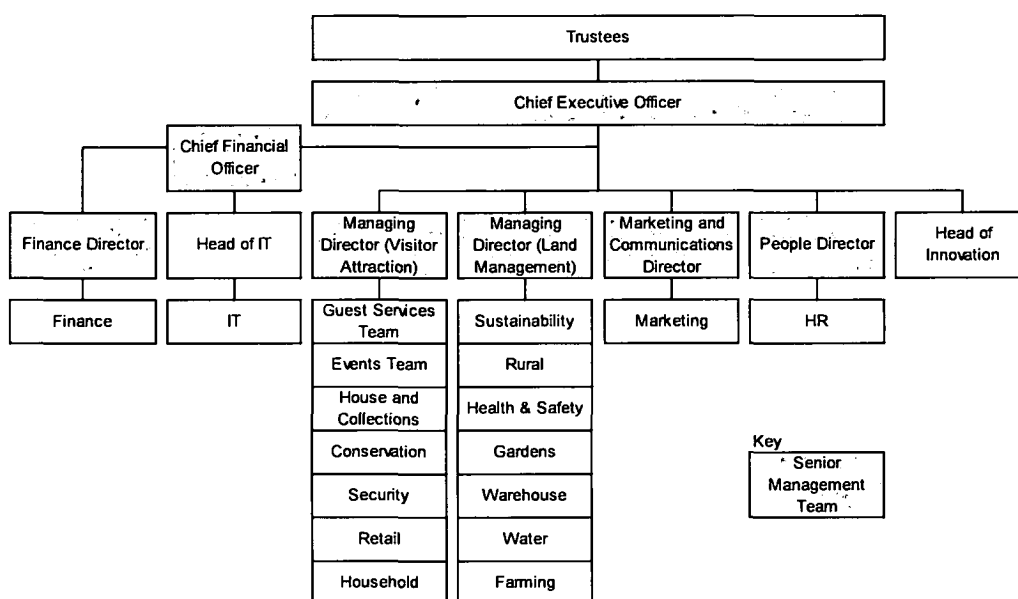 Trustees
Chief Executive Officer
Chief Financial
Officer
Finance Director
Head of IT
Managing
Director (Visitor
Attraction)
Managing
Director (Land
Management)
Marketing and
Communications
Director
People Director
Head of
Innovation
Finance
IT
Guest Services
Team
Sustainability
Marketing
HR
Events Team
Rural
House and
Collections
Health & Safety
Conservation
Gardens
Security
Warehouse
Retail
Water
Household
Farming
Key
Senior
Management
Team